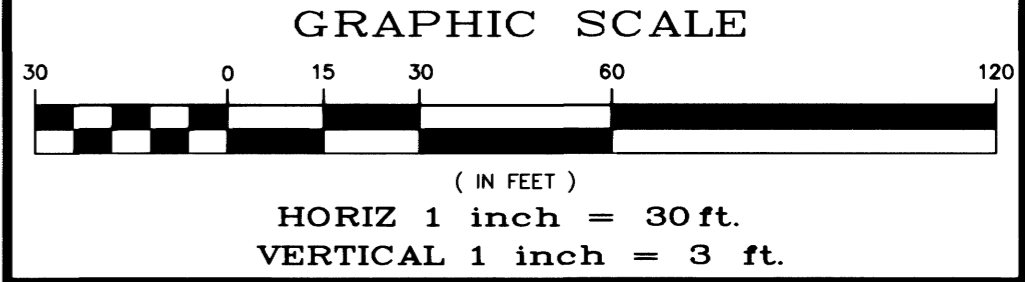 GRAPHIC SCALE
30 0 15 30 60 120
( IN FEET )
HORIZ 1 inch = 30 ft.
VERTICAL 1 inch = 3 ft.